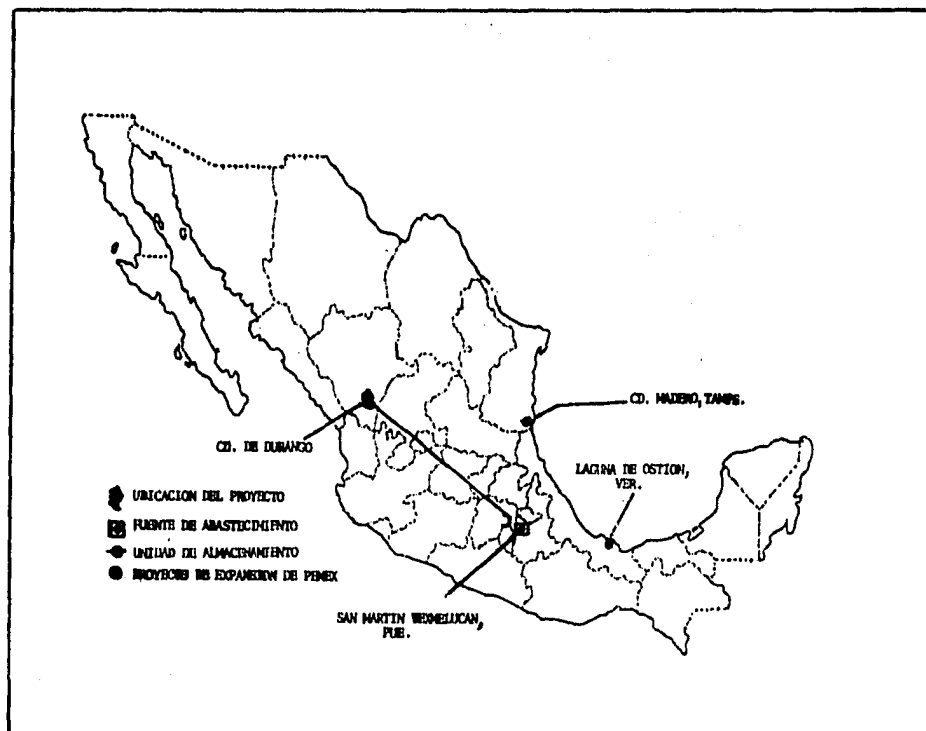 CD. MADERO, TAMPS.
CD. DE DURANGO
LAGUNA DE OSTION,
VER.
UBICACION DEL PROYECTO
FUENTE DE ABASTECIMIENTO
UNIDAD DE ALMACENAMIENTO
PROYECTOS DE EXPANSION DE PEMEX
SAN MARTIN TEXMELUCAN,
PUE.